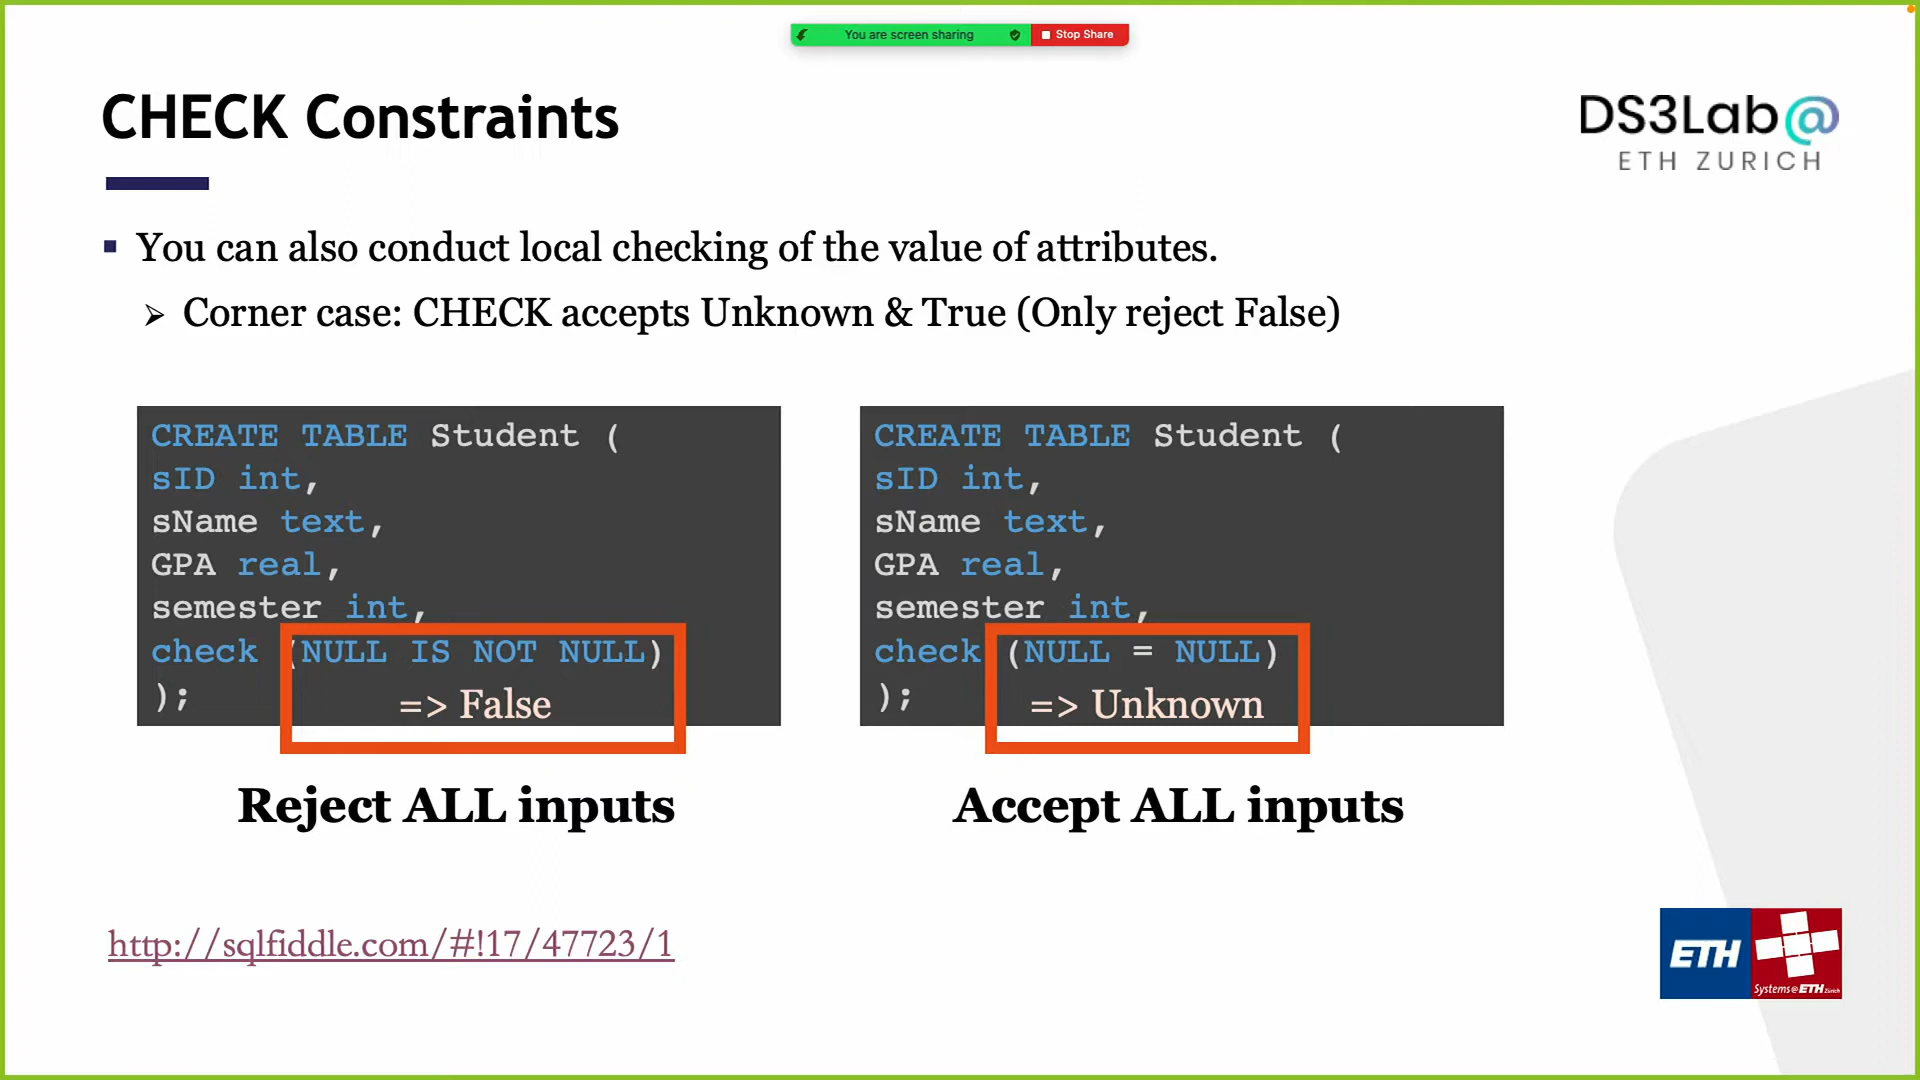 You are screen sharing
Stop Share
CHECK Constraints
DS3Lab@
ETH ZURICH
▪ You can also conduct local checking of the value of attributes.
➢ Corner case: CHECK accepts Unknown & True (Only reject False)
CREATE TABLE Student (
sID int,
sName text,
GPA real,
semester int,
check (NULL IS NOT NULL)
);
=> False
Reject ALL inputs
CREATE TABLE Student (
sID int,
sName text,
GPA real,
semester int,
check (NULL = NULL)
);
=> Unknown
Accept ALL inputs
http://sqlfiddle.com/#!17/47723/1
ETH
Systems@ETH Zürich